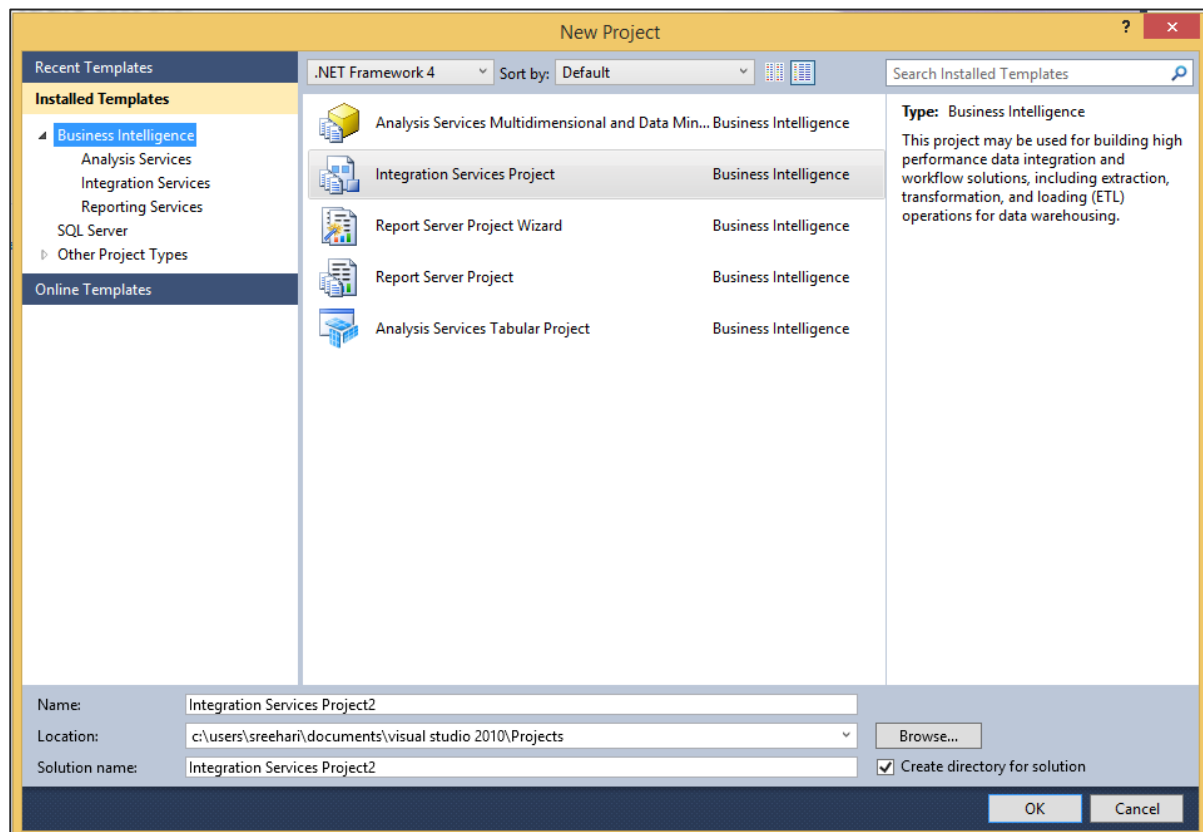 New Project
?
Recent Templates
Installed Templates
Business Intelligence
Analysis Services
Integration Services
Reporting Services
SQL Server
Other Project Types
Online Templates
.NET Framework 4
Sort by:
Default
Search Installed Templates
Analysis Services Multidimensional and Data Min... Business Intelligence
Integration Services Project Business Intelligence
Report Server Project Wizard Business Intelligence
Report Server Project Business Intelligence
Analysis Services Tabular Project Business Intelligence
Type: Business Intelligence
This project may be used for building high
performance data integration and
workflow solutions, including extraction,
transformation, and loading (ETL)
operations for data warehousing.
Name: Integration Services Project2
Location: c:\users\sreehari\documents\visual studio 2010\Projects
Browse...
Solution name: Integration Services Project2
Create directory for solution
OK
Cancel